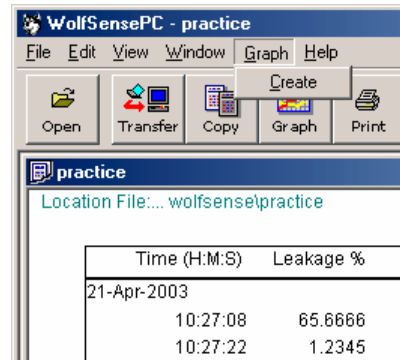 WolfSensePC - practice
File Edit View Window Graph Help
Create
Open Transfer Copy Graph Print
practice
Location File:... wolfsense\practice
Time (H:M:S) Leakage %
21-Apr-2003
10:27:08 65.6666
10:27:22 1.2345